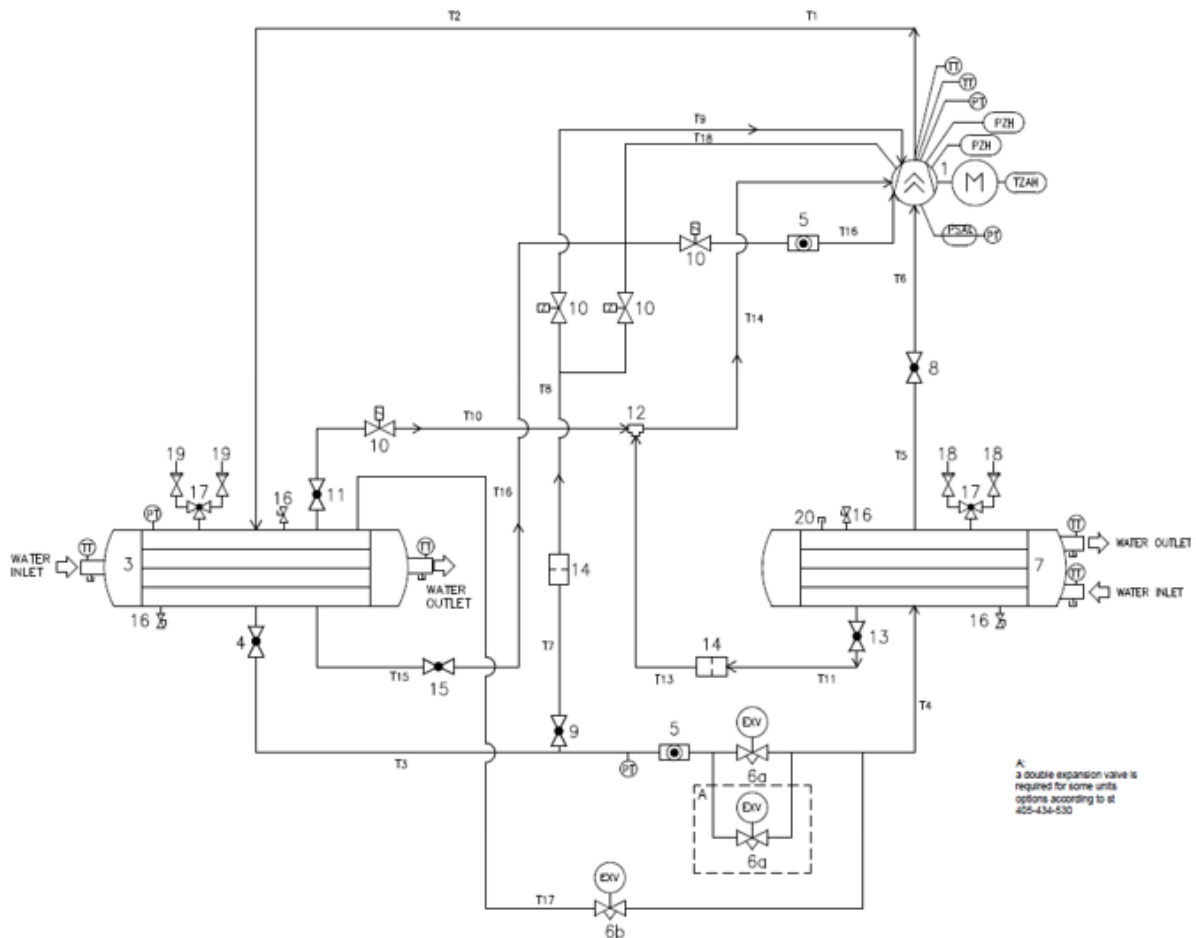 T2
T1
TT
TT
PT
PZH
PZH
T9
T18
1
M
TZAH
PSAL
PT
5
T16
10
T6
10
10
T14
8
T8
T10
12
10
T5
19
19
17
16
11
T16
18
18
17
PT
20
16
TT
TT
TT
WATER OUTLET
WATER
INLET
3
14
7
WATER
OUTLET
TT
WATER INLET
16
4
16
13
T7
14
T15
15
T13
T11
T4
9
5
EXV
T3
PT
6a
A
EXV
6a
A:
a double expansion valve is
required for some units
options according to st
405-434-530
EXV
T17
6b